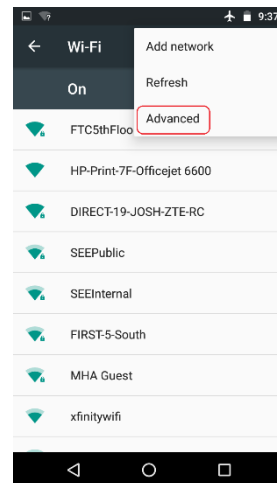 9:37
Wi-Fi
Add network
On
Refresh
Advanced
FTC5thFloo
HP-Print-7F-Officejet 6600
DIRECT-19-JOSH-ZTE-RC
SEEPublic
SEEInternal
FIRST-5-South
MHA Guest
xfinitywifi